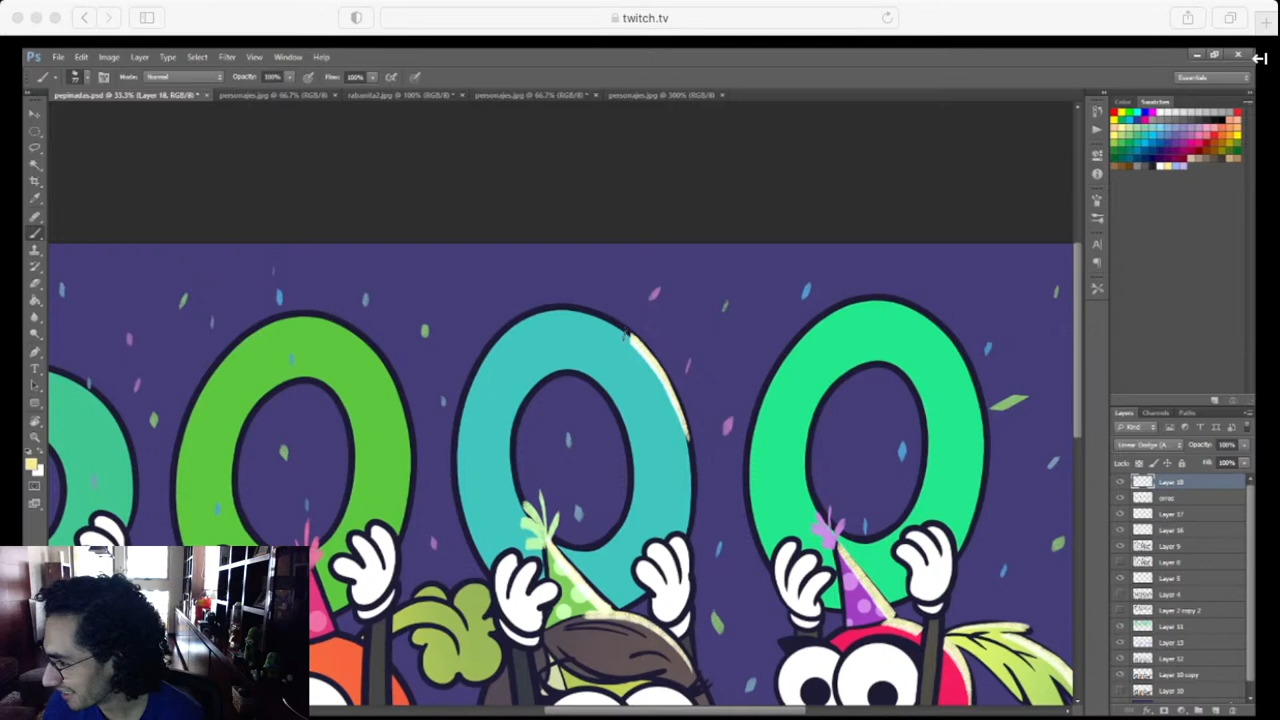 twitch.tv
Ps File Edit Image Layer Type Select Filter View Window Help
77 Mode: Normal Opacity: 100% Flow: 100% Essentials
pepinadas.psd @ 33.3% (Layer 18, RGB/8) * × personajes.jpg @ 66.7% (RGB/8) × rabanita2.jpg @ 100% (RGB/8) * × personajes.jpg @ 66.7% (RGB/8) * × personajes.jpg @ 300% (RGB/8) ×
Color Swatches
Layers Channels Paths
Kind
Linear Dodge (A... Opacity: 100%
Lock: Fill: 100%
Layer 18
Layer 17
Layer 16
Layer 9
Layer 8
Layer 5
Layer 4
Layer 2 copy 2
Layer 11
Layer 13
Layer 12
Layer 10 copy
Layer 10